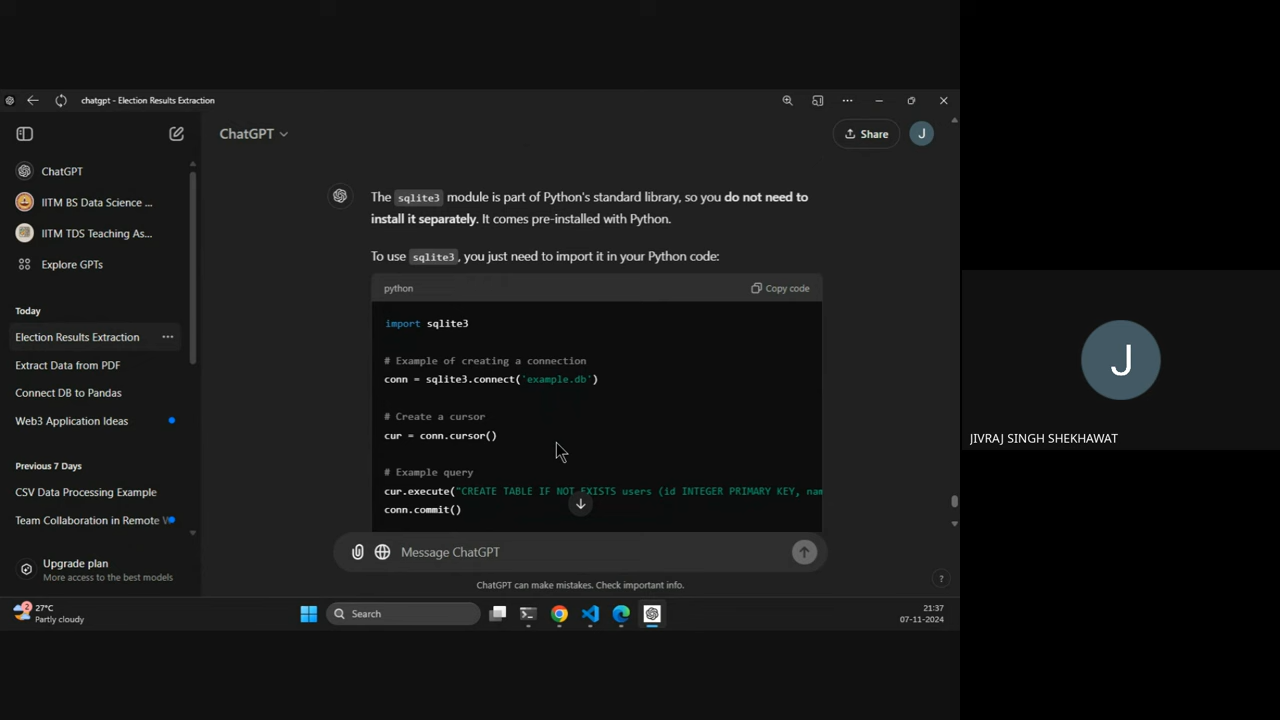 chatgpt - Election Results Extraction
ChatGPT
Share
J
ChatGPT
IITM BS Data Science ...
IITM TDS Teaching As...
Explore GPTs
Today
Election Results Extraction
Extract Data from PDF
Connect DB to Pandas
Web3 Application Ideas
Previous 7 Days
CSV Data Processing Example
Team Collaboration in Remote W
Upgrade plan
More access to the best models
The sqlite3 module is part of Python's standard library, so you do not need to
install it separately. It comes pre-installed with Python.
To use sqlite3, you just need to import it in your Python code:
python
Copy code
import sqlite3
# Example of creating a connection
conn = sqlite3.connect('example.db')
# Create a cursor
cur = conn.cursor()
# Example query
cur.execute("CREATE TABLE IF NOT EXISTS users (id INTEGER PRIMARY KEY, nam
conn.commit()
Message ChatGPT
ChatGPT can make mistakes. Check important info.
?
2
27°C
Partly cloudy
Search
21:37
07-11-2024
J
JIVRAJ SINGH SHEKHAWAT